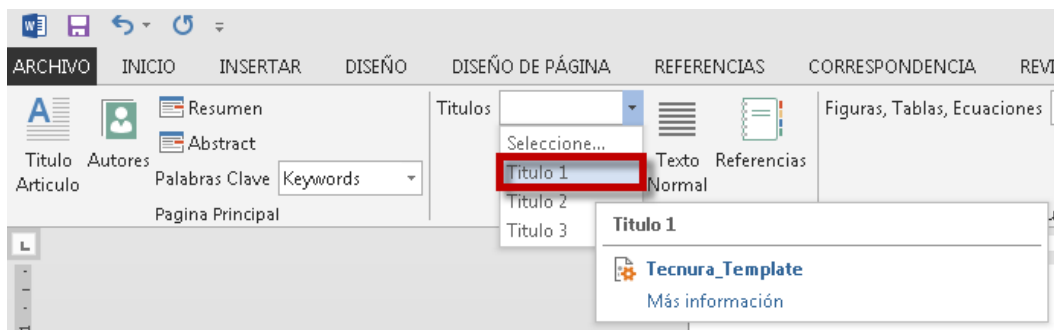 ARCHIVO INICIO INSERTAR DISEÑO DISEÑO DE PÁGINA REFERENCIAS CORRESPONDENCIA REVI
Titulo Articulo
Autores
Resumen
Abstract
Palabras Clave Keywords
Pagina Principal
Titulos
Seleccione...
Titulo 1
Titulo 2
Titulo 3
Texto Normal
Referencias
Figuras, Tablas, Ecuaciones
Titulo 1
Tecnura_Template
Más información